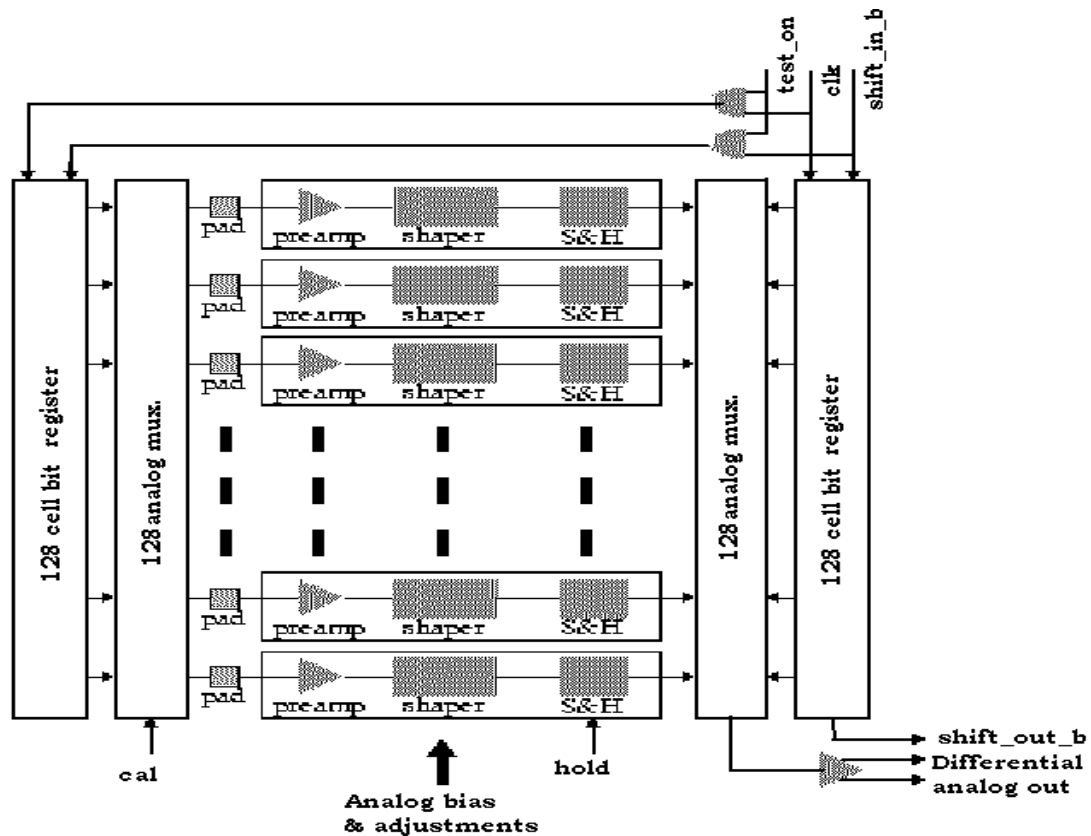 test_on
clk
shift_in_b
pad
preamp shaper S&H
pad
preamp shaper S&H
pad
preamp shaper S&H
128 cell bit register
128 analog mux.
128 analog mux.
128 cell bit register
pad
preamp shaper S&H
pad
preamp shaper S&H
cal
hold
Analog bias
& adjustments
shift_out_b
Differential
analog out